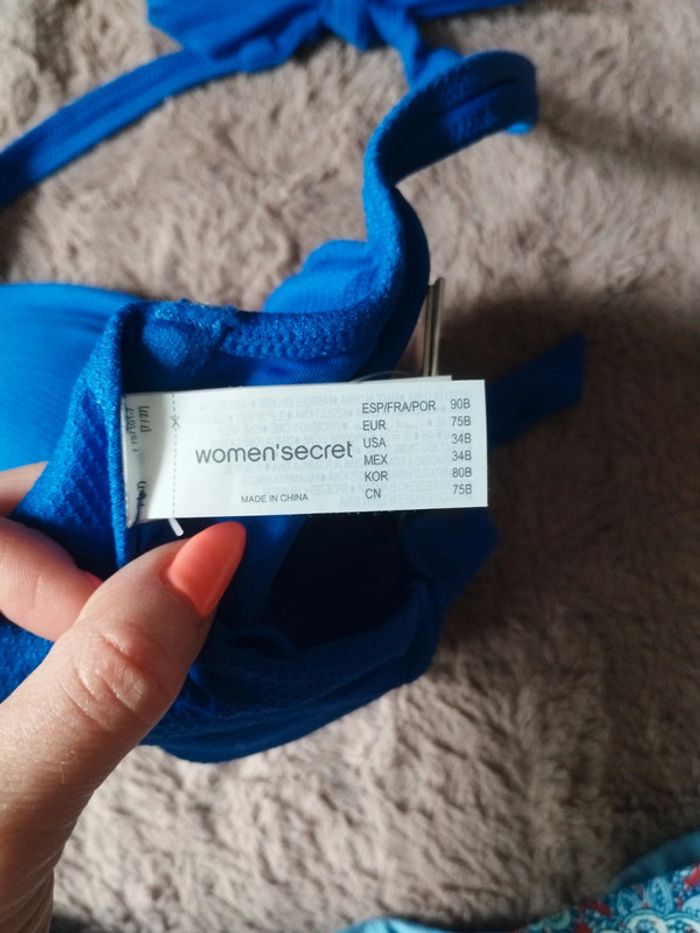 women'secret
MADE IN CHINA
ESP/FRA/POR 90B
EUR 75B
USA 34B
MEX 34B
KOR 80B
CN 75B